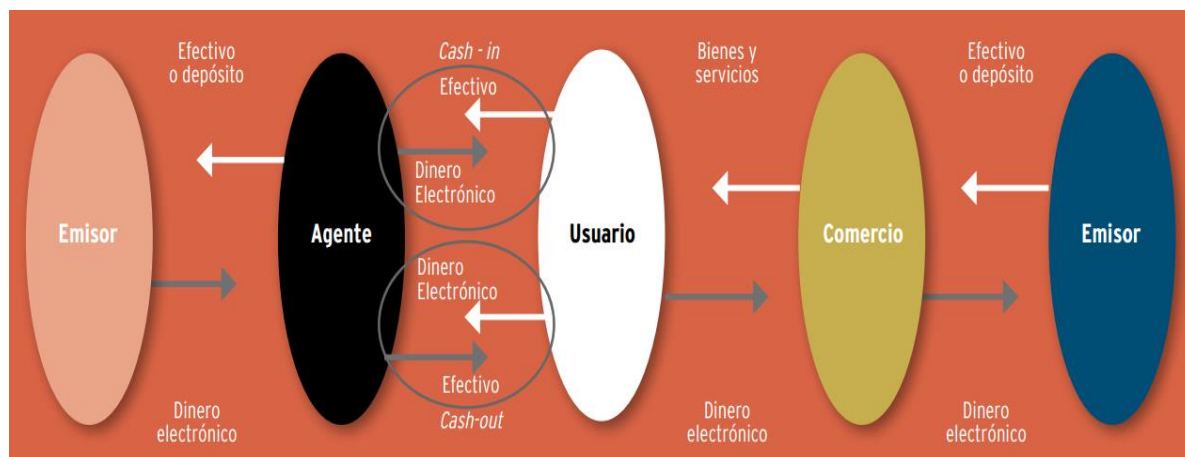 Efectivo
o depósito
Cash - in
Efectivo
Dinero
Electrónico
Bienes y
servicios
Efectivo
o depósito
Emisor
Agente
Usuario
Comercio
Emisor
Dinero
Electrónico
Efectivo
Cash-out
Dinero
electrónico
Dinero
electrónico
Dinero
electrónico